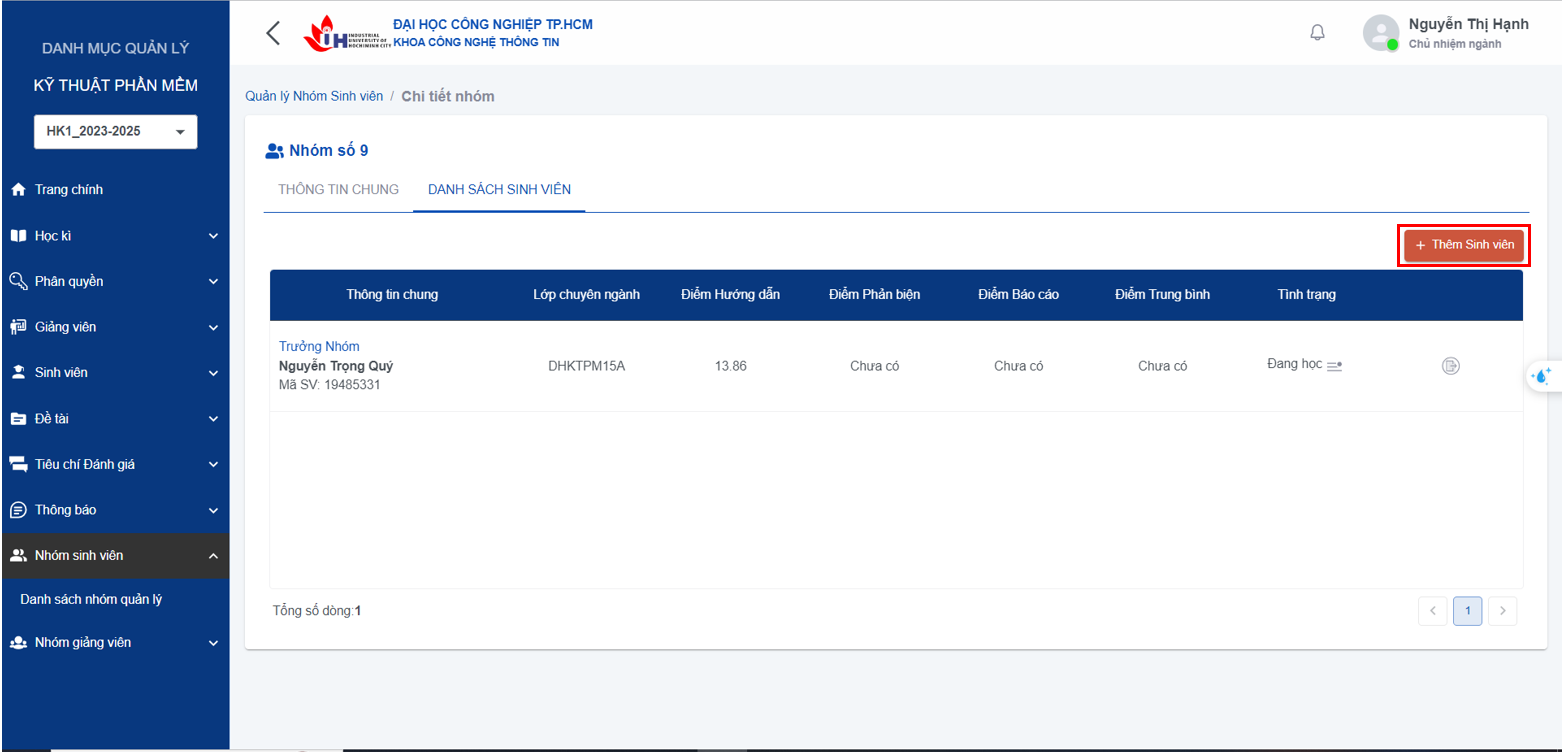 DANH MỤC QUẢN LÝ
KỸ THUẬT PHẦN MỀM
HK1_2023-2025
Trang chính
Học kì
Phân quyền
Giảng viên
Sinh viên
Đề tài
Tiêu chí Đánh giá
Thông báo
Nhóm sinh viên
Danh sách nhóm quản lý
Nhóm giảng viên
IUH
INDUSTRIAL
UNIVERSITY OF
HOCHIMINH CITY
ĐẠI HỌC CÔNG NGHIỆP TP.HCM
KHOA CÔNG NGHỆ THÔNG TIN
Nguyễn Thị Hạnh
Chủ nhiệm ngành
Quản lý Nhóm Sinh viên / Chi tiết nhóm
Nhóm số 9
THÔNG TIN CHUNG DANH SÁCH SINH VIÊN
+ Thêm Sinh viên
Thông tin chung Lớp chuyên ngành Điểm Hướng dẫn Điểm Phản biện Điểm Báo cáo Điểm Trung bình Tình trạng
Trưởng Nhóm
Nguyễn Trọng Quý
Mã SV: 19485331
DHKTPM15A 13.86 Chưa có Chưa có Chưa có Đang học
Tổng số dòng:1
< 1 >